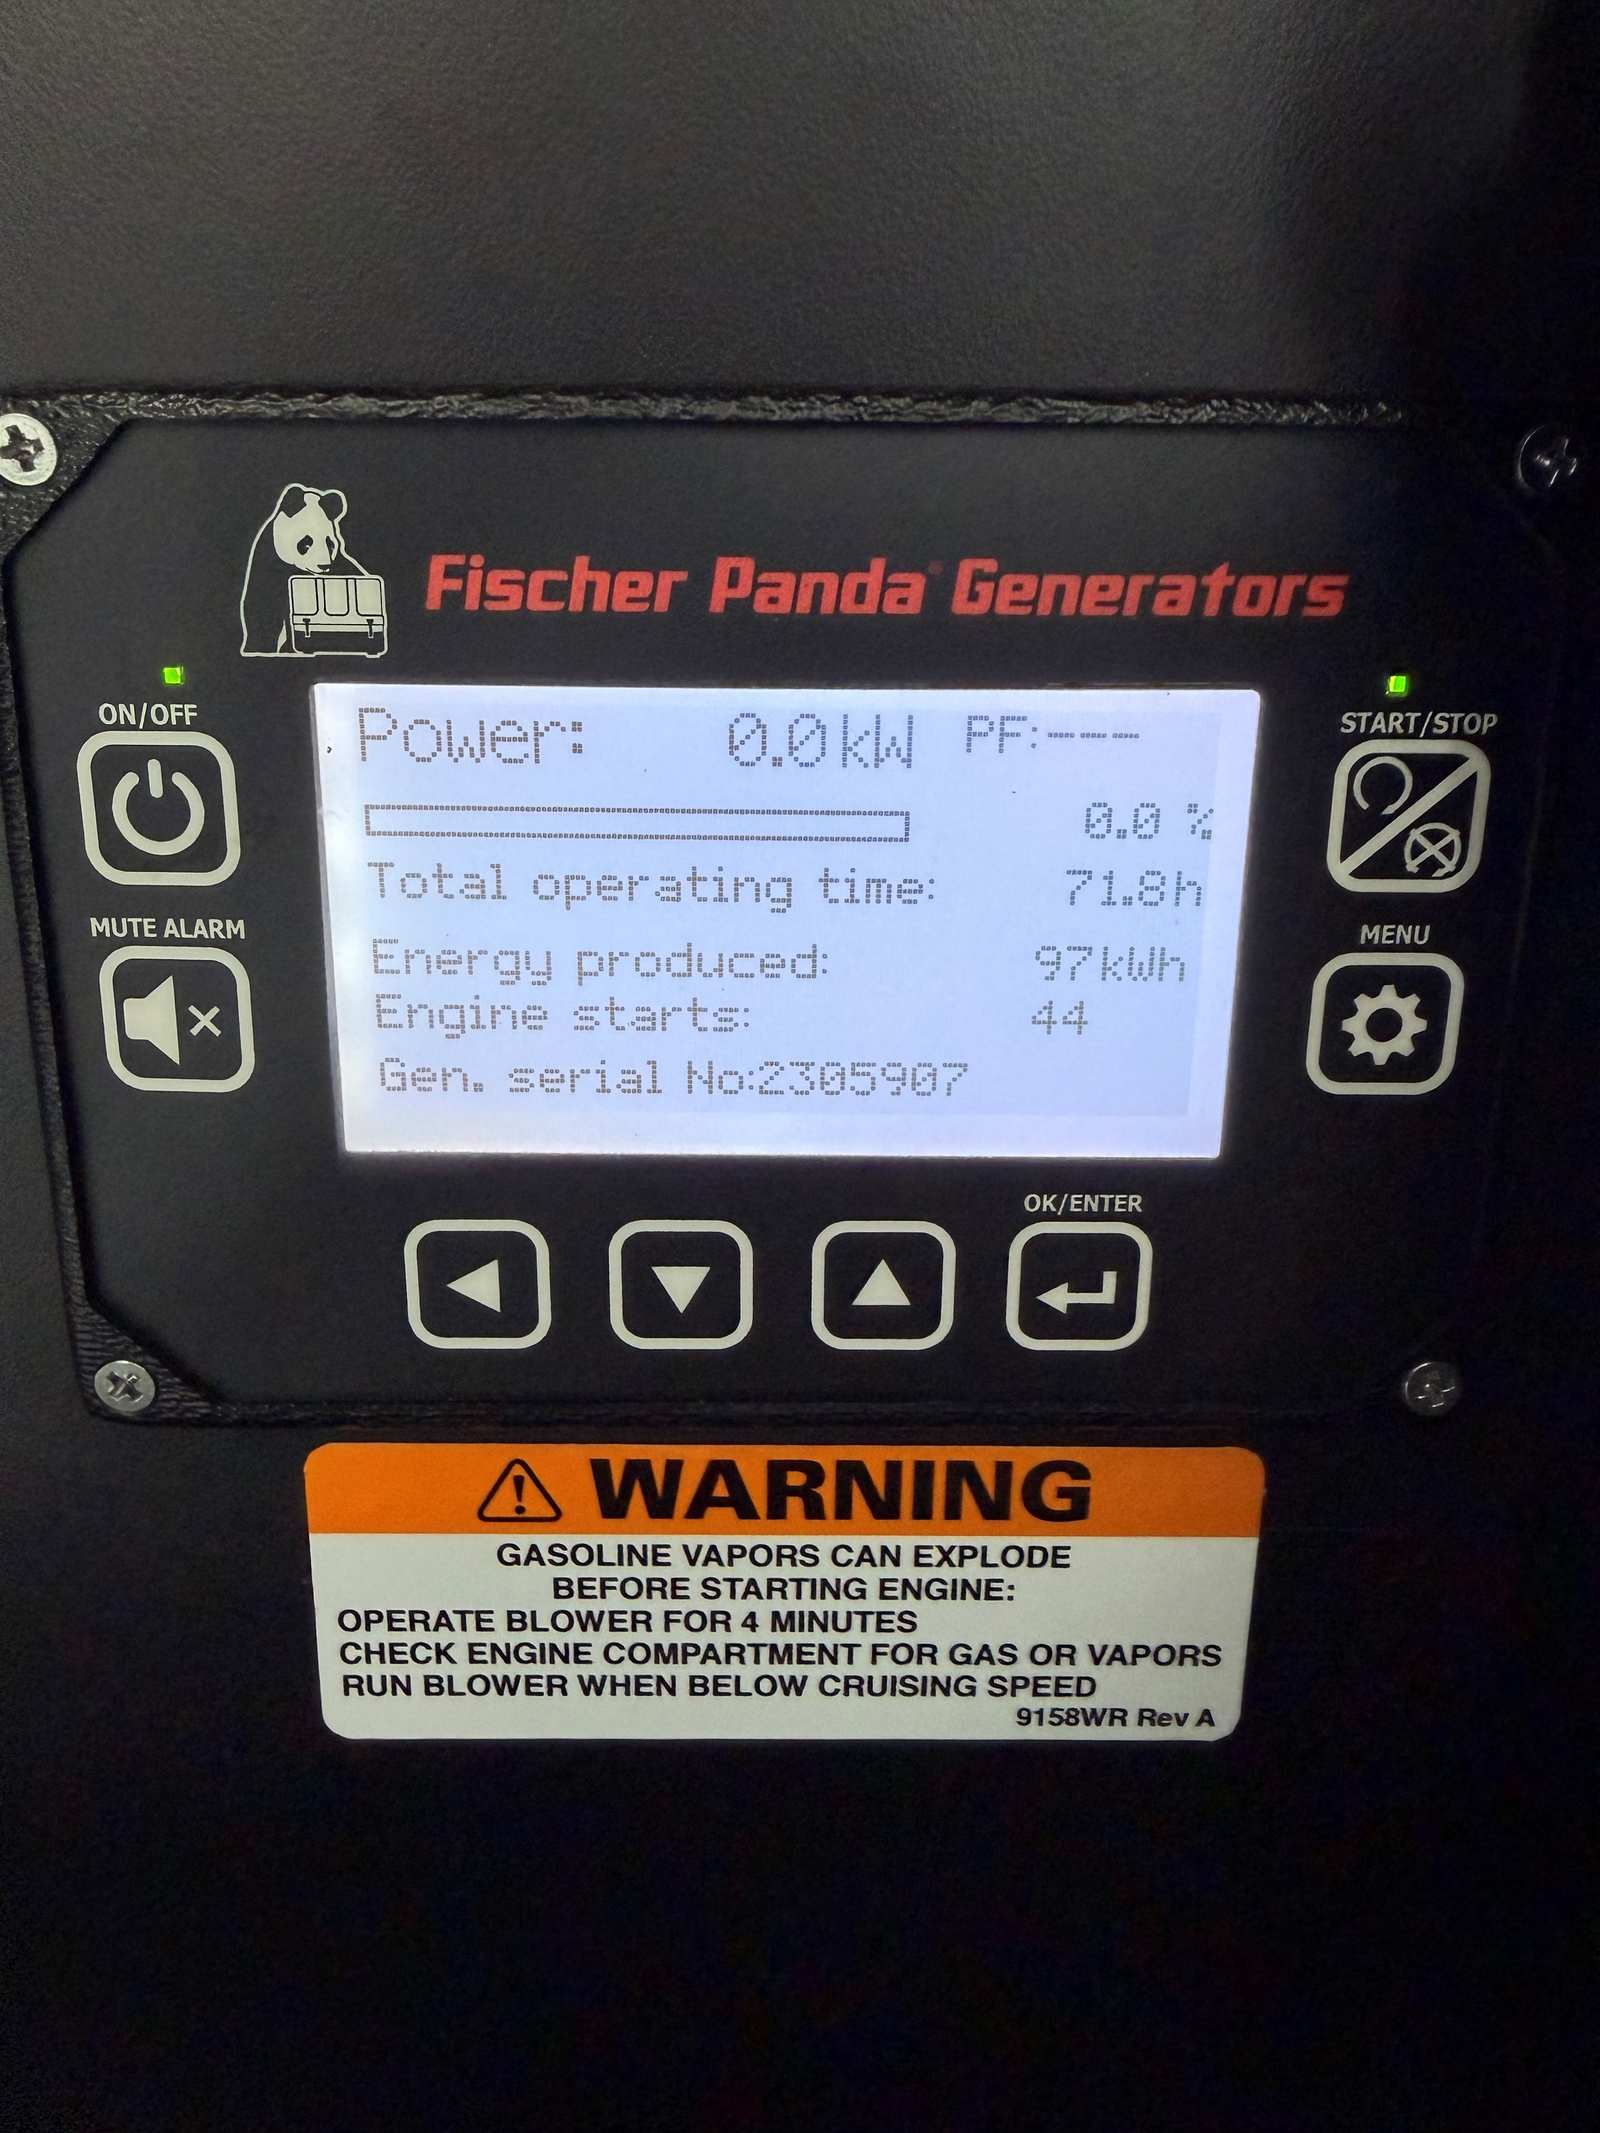 Fischer Panda® Generators
ON/OFF
START/STOP
Power: 0.0kW PF:---
0.0 %
Total operating time: 71.8h
MUTE ALARM
MENU
Energy produced: 97kWh
Engine starts: 44
Gen. serial No:2305907
OK/ENTER
WARNING
GASOLINE VAPORS CAN EXPLODE
BEFORE STARTING ENGINE:
OPERATE BLOWER FOR 4 MINUTES
CHECK ENGINE COMPARTMENT FOR GAS OR VAPORS
RUN BLOWER WHEN BELOW CRUISING SPEED
9158WR Rev A